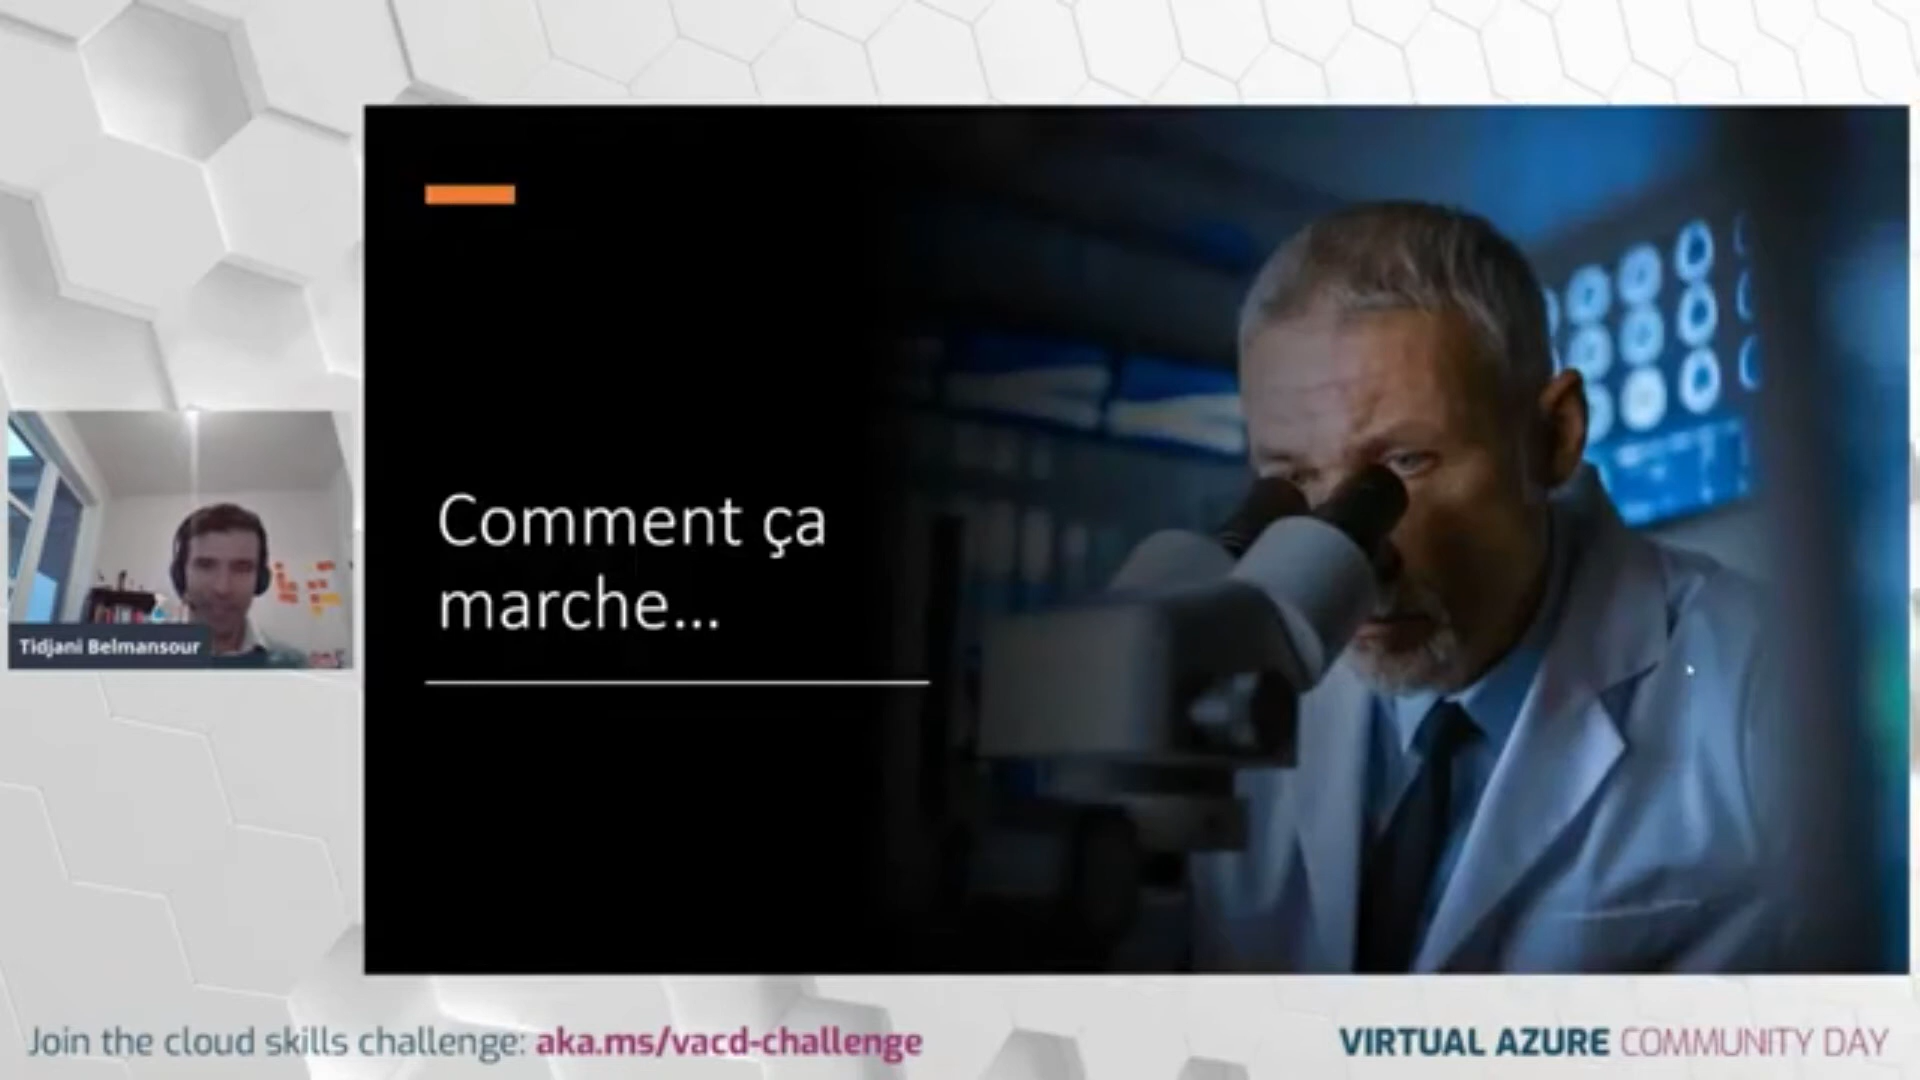 Comment ça
marche...
Tidjani Belmansour
Join the cloud skills challenge: aka.ms/vacd-challenge
VIRTUAL AZURE COMMUNITY DAY